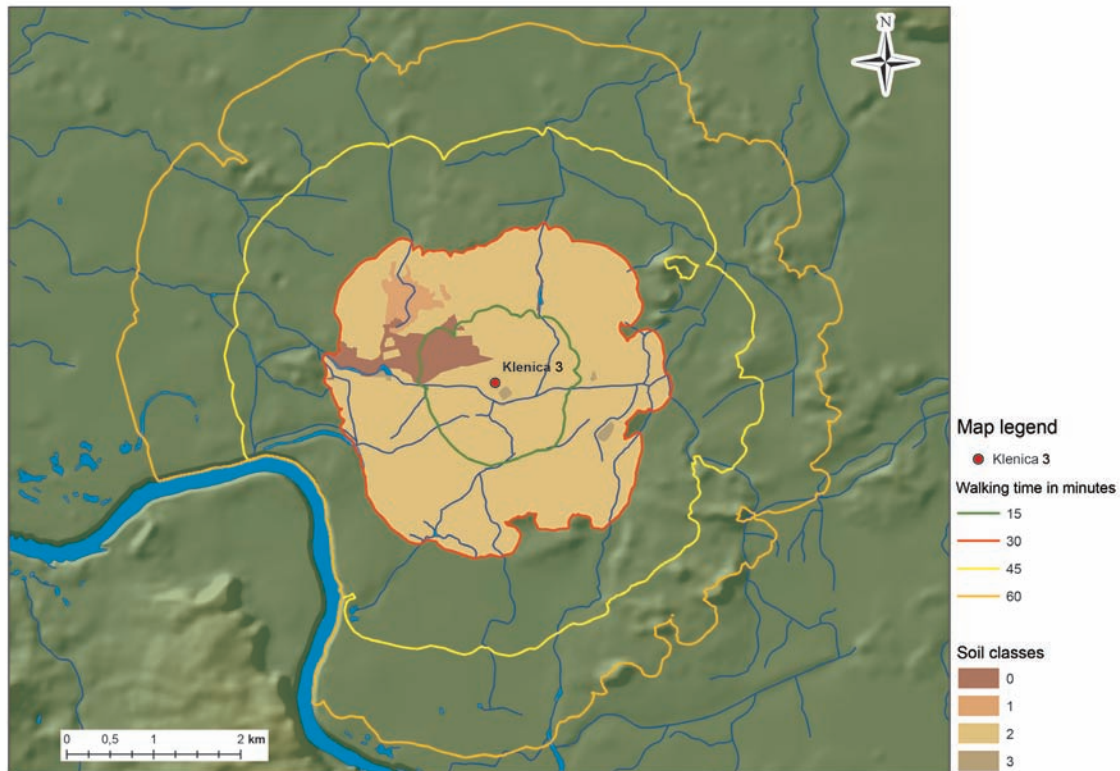 N
Klenica 3
Map legend
Klenica 3
Walking time in minutes
15
30
45
60
Soil classes
0
1
2
3
0 0,5 1 2 km